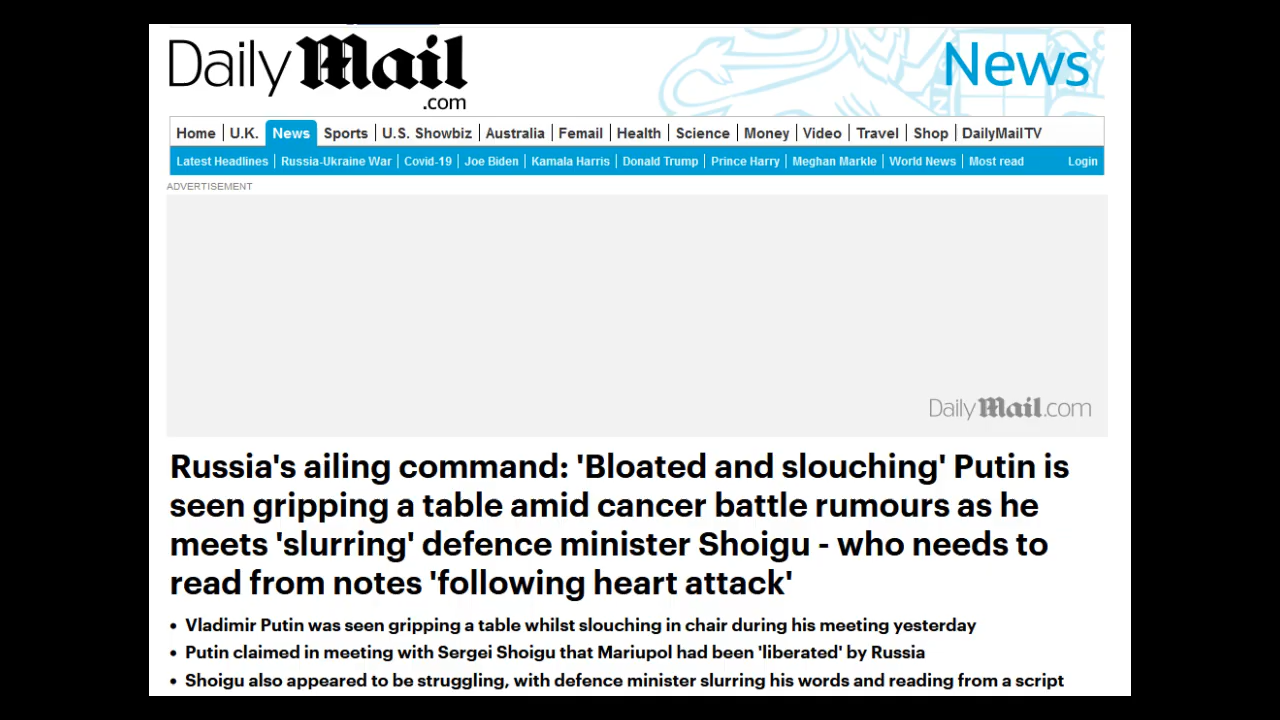 Daily Mail
.com
News
Home U.K. News Sports U.S. Showbiz Australia Femail Health Science Money Video Travel Shop DailyMailTV
Latest Headlines Russia-Ukraine War Covid-19 Joe Biden Kamala Harris Donald Trump Prince Harry Meghan Markle World News Most read Login
ADVERTISEMENT
Daily Mail.com
Russia's ailing command: 'Bloated and slouching' Putin is
seen gripping a table amid cancer battle rumours as he
meets 'slurring' defence minister Shoigu - who needs to
read from notes 'following heart attack'
• Vladimir Putin was seen gripping a table whilst slouching in chair during his meeting yesterday
• Putin claimed in meeting with Sergei Shoigu that Mariupol had been 'liberated' by Russia
• Shoigu also appeared to be struggling, with defence minister slurring his words and reading from a script